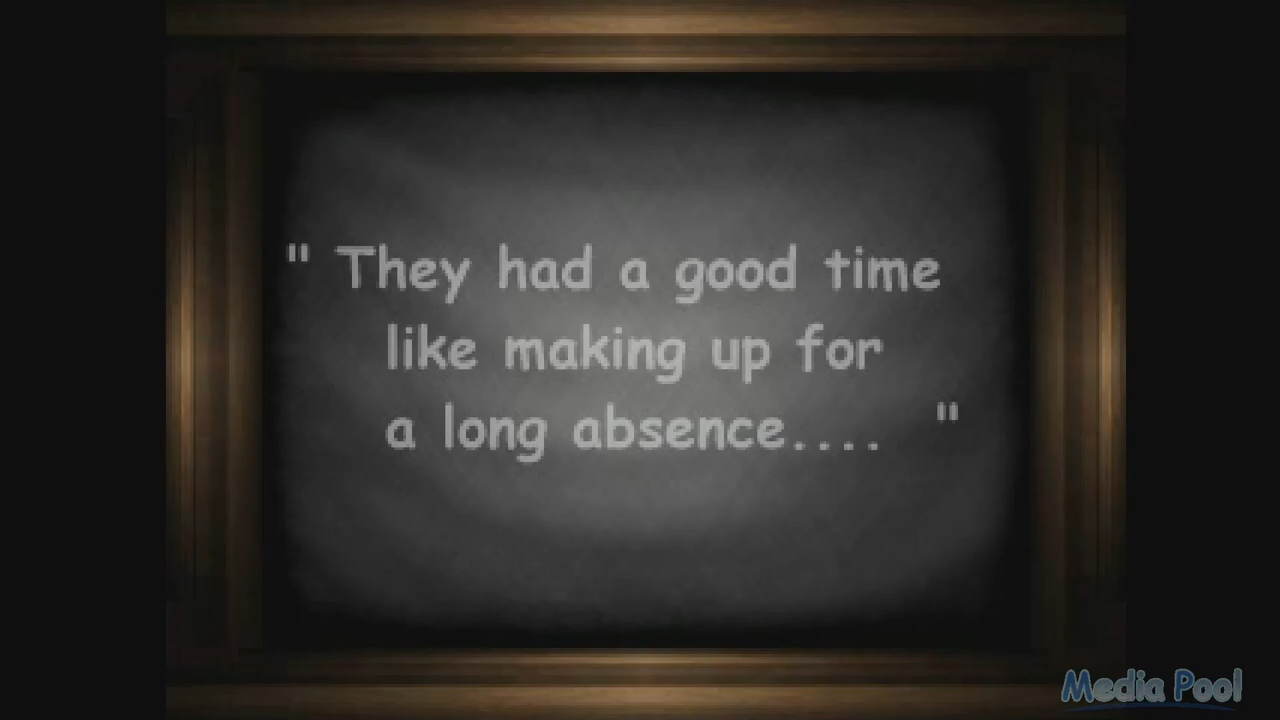 " They had a good time
like making up for
a long absence.... "
Media Pool